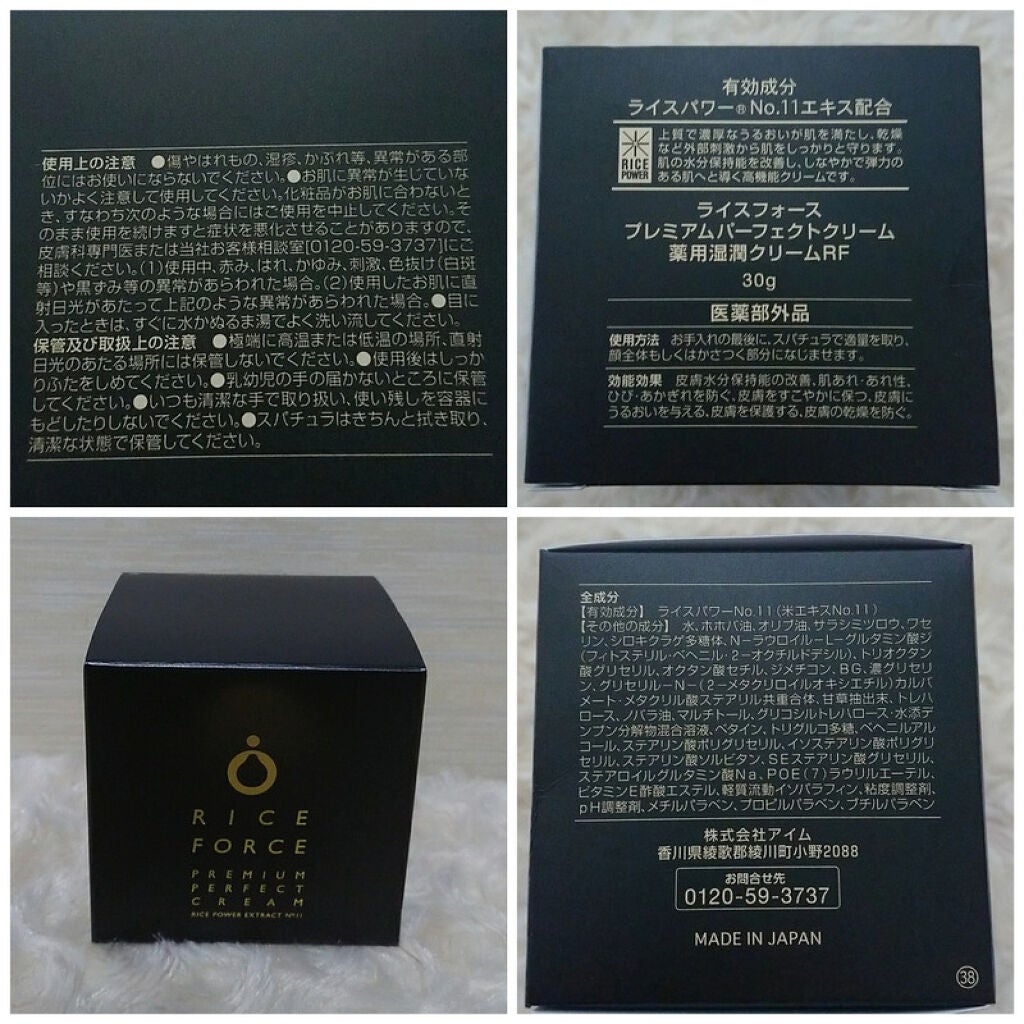 使用上の注意 ●傷やはれもの、湿疹、かぶれ等、異常がある部
位にはお使いにならないでください。●お肌に異常が生じていな
いかよく注意して使用してください。化粧品がお肌に合わないと
き、すなわち次のような場合にはご使用を中止してください。そ
のまま使用を続けますと症状を悪化させることがありますので、
皮膚科専門医または当社お客様相談室[0120-59-3737]にご
相談ください。(1)使用中、赤み、はれ、かゆみ、刺激、色抜け(白斑
等)や黒ずみ等の異常があらわれた場合。(2)使用したお肌に直
射日光があたって上記のような異常があらわれた場合。●目に
入ったときは、すぐに水かぬるま湯でよく洗い流してください。
保管及び取扱上の注意 ●極端に高温または低温の場所、直射
日光のあたる場所には保管しないでください。●使用後はしっか
りふたをしめてください。●乳幼児の手の届かないところに保管
してください。●いつも清潔な手で取り扱い、使い残しを容器に
もどしたりしないでください。●スパチュラはきちんと拭き取り、
清潔な状態で保管してください。
有効成分
ライスパワー®No.11エキス配合
RICE
POWER
上質で濃厚なうるおいが肌を満たし、乾燥
など外部刺激から肌をしっかりと守ります。
肌の水分保持能を改善し、しなやかで弾力の
ある肌へと導く高機能クリームです。
ライスフォース
プレミアムパーフェクトクリーム
薬用湿潤クリームRF
30g
医薬部外品
使用方法 お手入れの最後に、スパチュラで適量を取り、
顔全体もしくはかさつく部分になじませます。
効能効果 皮膚水分保持能の改善、肌あれ・あれ性、
ひび・あかぎれを防ぐ、皮膚をすこやかに保つ、皮膚に
うるおいを与える、皮膚を保護する、皮膚の乾燥を防ぐ。
RICE
FORCE
PREMIUM
PERFECT
CREAM
RICE POWER EXTRACT No11
全成分
【有効成分】 ライスパワーNo.11(米エキスNo.11)
【その他の成分】 水、ホホバ油、オリブ油、サラシミツロウ、ワセ
リン、シロキクラゲ多糖体、N-ラウロイル-L-グルタミン酸ジ
(フィトステリル・ベヘニル・2-オクチルドデシル)、トリオクタン
酸グリセリル、オクタン酸セチル、ジメチコン、BG、濃グリセリ
ン、グリセリル-N-(2-メタクリロイルオキシエチル)カルバ
メート・メタクリル酸ステアリル共重合体、甘草抽出末、トレハ
ロース、ノバラ油、マルチトール、グリコシルトレハロース・水添デ
ンプン分解物混合溶液、ベタイン、トリグルコ多糖、ベヘニルアル
コール、ステアリン酸ポリグリセリル、イソステアリン酸ポリグリ
セリル、ステアリン酸ソルビタン、SEステアリン酸グリセリル、
ステアロイルグルタミン酸Na、POE(7)ラウリルエーテル、
ビタミンE酢酸エステル、軽質流動イソパラフィン、粘度調整剤、
pH調整剤、メチルパラベン、プロピルパラベン、ブチルパラベン
株式会社アイム
香川県綾歌郡綾川町小野2088
お問合せ先
0120-59-3737
MADE IN JAPAN
㊳